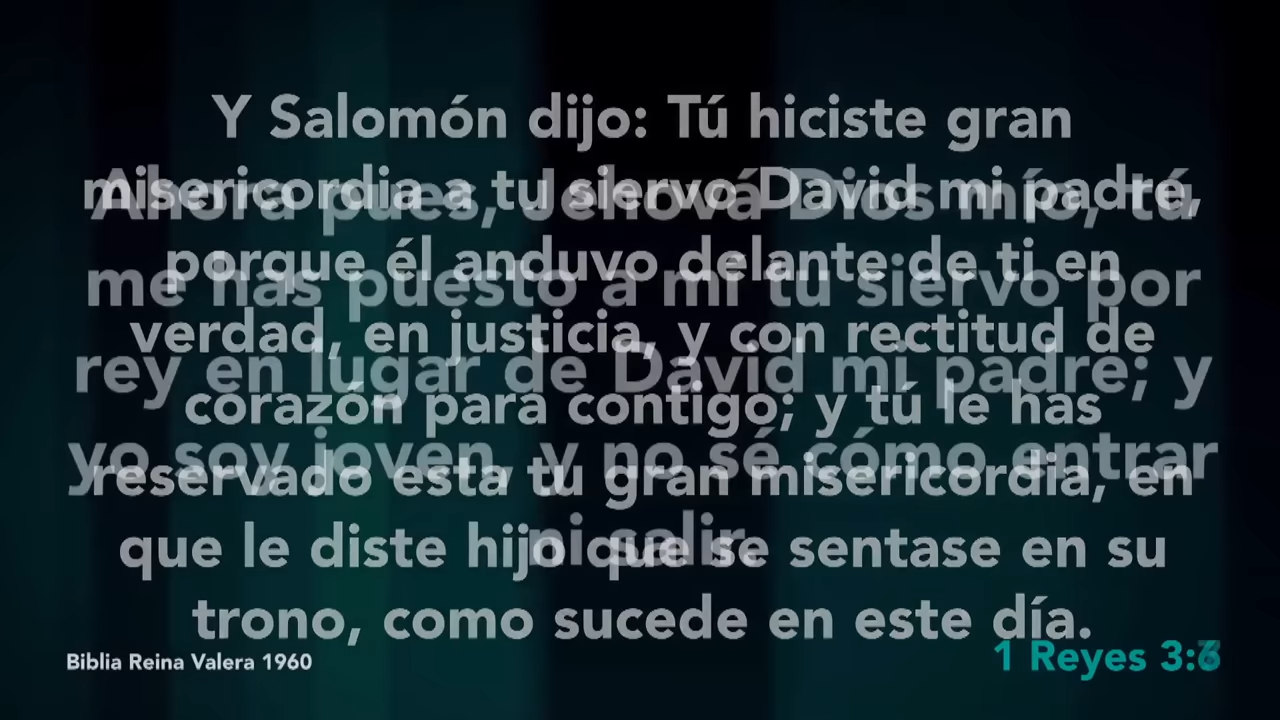 Y Salomón dijo: Tú hiciste gran
misericordia a tu siervo David mi padre,
porque él anduvo delante de ti en
verdad, en justicia, y con rectitud de
corazón para contigo; y tú le has
reservado esta tu gran misericordia, en
que le diste hijo que se sentase en su
trono, como sucede en este día.
Ahora pues, Jehová Dios mío, tú
me has puesto a mí tu siervo por
rey en lugar de David mi padre; y
yo soy joven, y no sé cómo entrar
ni salir.
Biblia Reina Valera 1960
1 Reyes 3:6